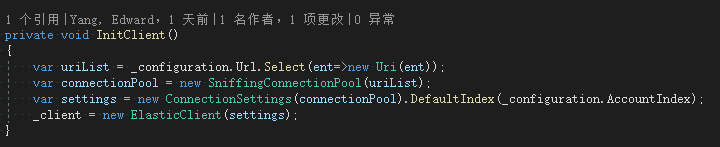 1 个引用|Yang, Edward，1 天前|1 名作者，1 项更改|0 异常
private void InitClient()
{
var uriList = _configuration.Url.Select(ent=>new Uri(ent));
var connectionPool = new SniffingConnectionPool(uriList);
var settings = new ConnectionSettings(connectionPool).DefaultIndex(_configuration.AccountIndex);
_client = new ElasticClient(settings);
}